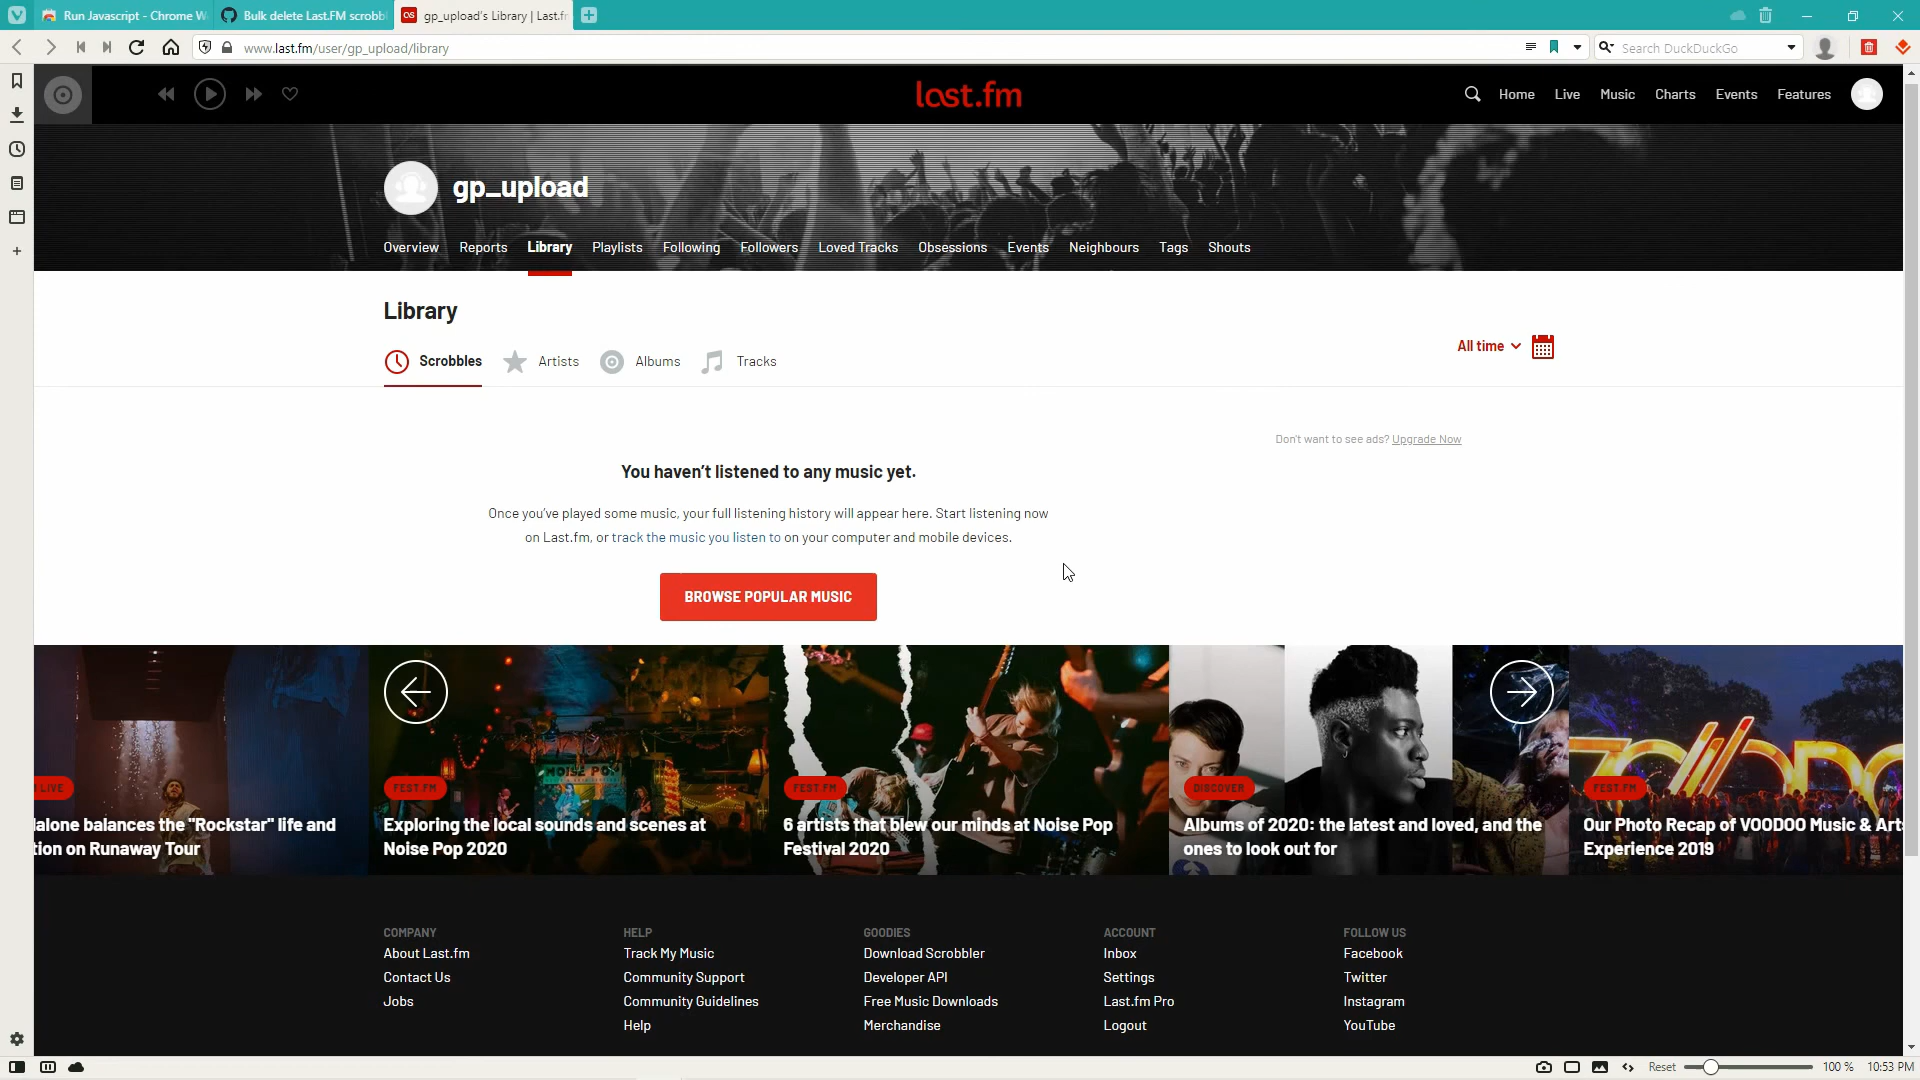 Run Javascript - Chrome W
Bulk delete Last.FM scrobb
gp_upload's Library | Last.f
www.last.fm/user/gp_upload/library
Search DuckDuckGo
last.fm
Home
Live
Music
Charts
Events
Features
gp_upload
Overview
Reports
Library
Playlists
Following
Followers
Loved Tracks
Obsessions
Events
Neighbours
Tags
Shouts
Library
Scrobbles
Artists
Albums
Tracks
All time
Don't want to see ads? Upgrade Now
You haven't listened to any music yet.
Once you've played some music, your full listening history will appear here. Start listening now
on Last.fm, or track the music you listen to on your computer and mobile devices.
BROWSE POPULAR MUSIC
LIVE
alone balances the "Rockstar" life and
tion on Runaway Tour
NOISE POP
FEST.FM
Exploring the local sounds and scenes at
Noise Pop 2020
FEST.FM
6 artists that blew our minds at Noise Pop
Festival 2020
DISCOVER
Albums of 2020: the latest and loved, and the
ones to look out for
FEST.FM
Our Photo Recap of VOODOO Music & Art
Experience 2019
COMPANY
About Last.fm
Contact Us
Jobs
HELP
Track My Music
Community Support
Community Guidelines
Help
GOODIES
Download Scrobbler
Developer API
Free Music Downloads
Merchandise
ACCOUNT
Inbox
Settings
Last.fm Pro
Logout
FOLLOW US
Facebook
Twitter
Instagram
YouTube
Reset
100 %
10:53 PM